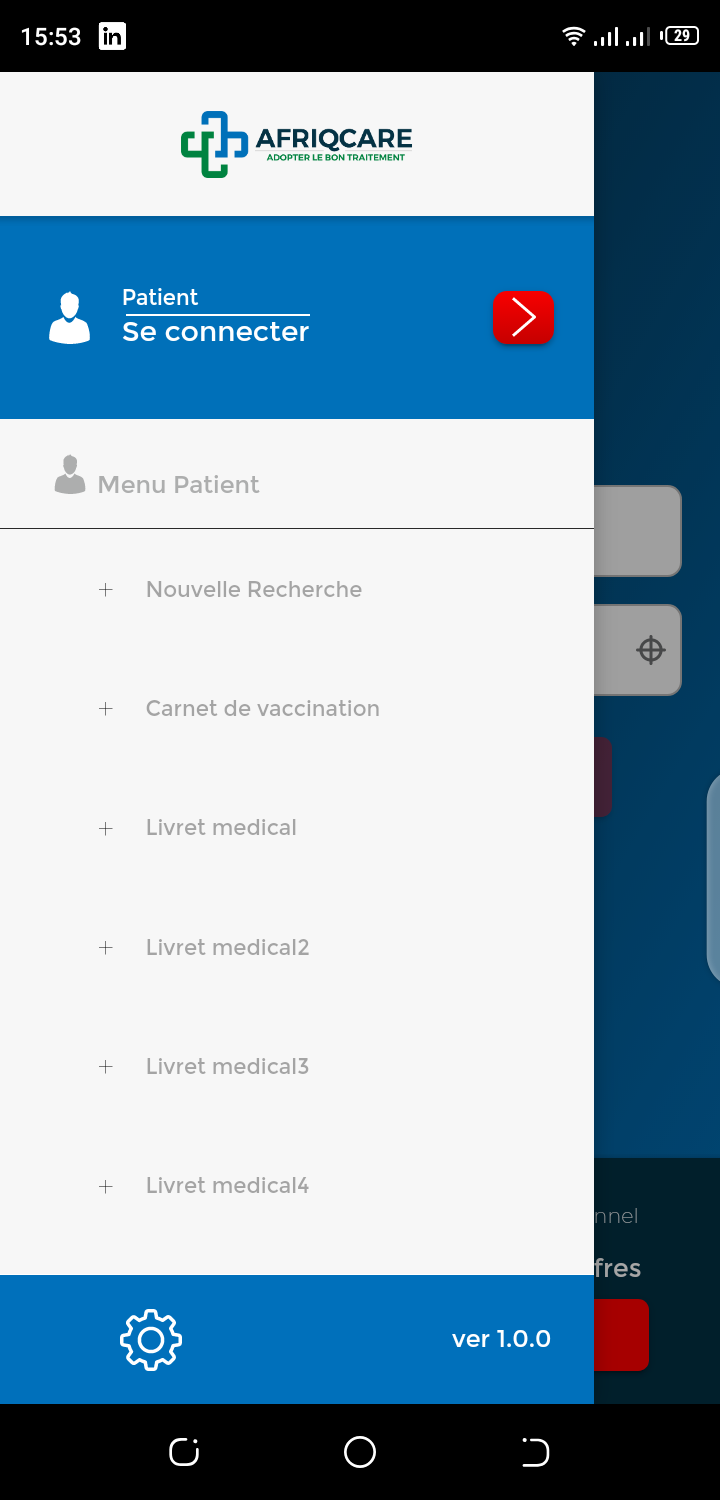 15:53 in 29
AFRIQCARE
ADOPTER LE BON TRAITEMENT
Patient
Se connecter
Menu Patient
+ Nouvelle Recherche
+ Carnet de vaccination
+ Livret medical
+ Livret medical2
+ Livret medical3
+ Livret medical4
nnel
fres
ver 1.0.0